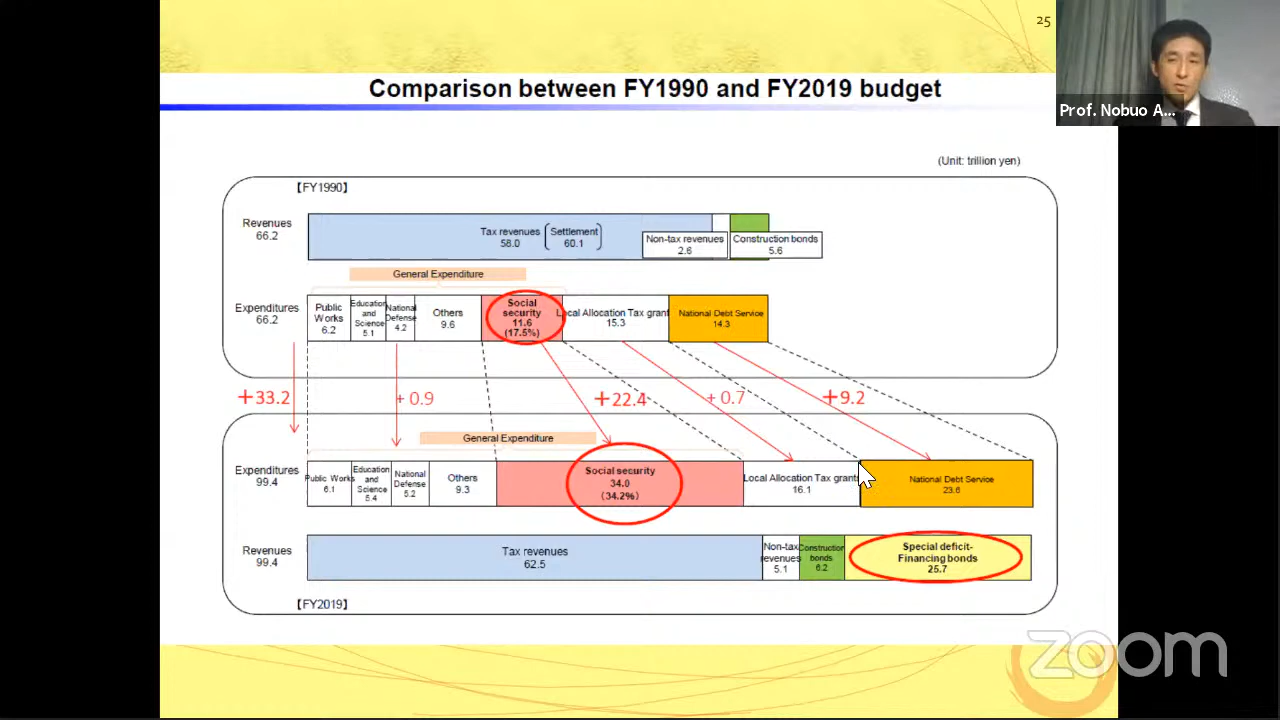 25
Prof. Nobuo A...
Comparison between FY1990 and FY2019 budget
(Unit: trillion yen)
【FY1990】
Revenues
66.2
Tax revenues
58.0
Settlement
60.1
Non-tax revenues
2.6
Construction bonds
5.6
General Expenditure
Expenditures
66.2
Public
Works
6.2
Education
and
Science
5.1
National
Defense
4.2
Others
9.6
Social
security
11.6
(17.5%)
Local Allocation Tax grant
15.3
National Debt Service
14.3
+33.2
+ 0.9
+22.4
+ 0.7
+9.2
General Expenditure
Expenditures
99.4
Public Works
6.1
Education
and
Science
5.4
National
Defense
5.2
Others
9.3
Social security
34.0
(34.2%)
Local Allocation Tax grant
16.1
National Debt Service
23.6
Revenues
99.4
Tax revenues
62.5
Non-tax
revenues
5.1
Construction
bonds
6.2
Special deficit-
Financing bonds
25.7
【FY2019】
zoom